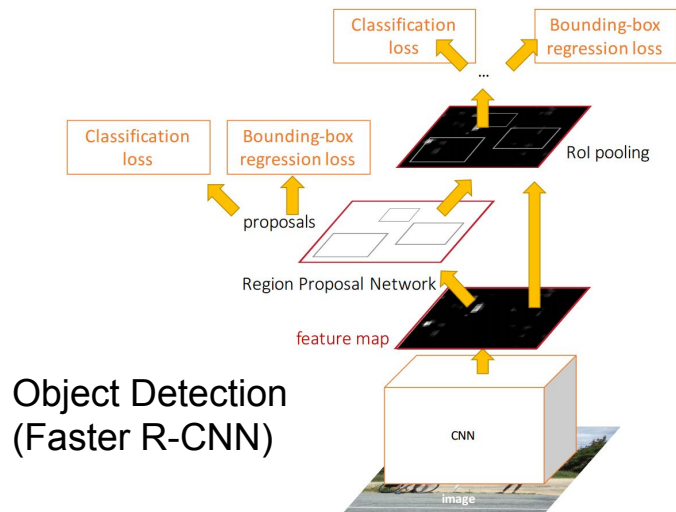 Classification
loss
Bounding-box
regression loss
...
Classification
loss
Bounding-box
regression loss
RoI pooling
proposals
Region Proposal Network
feature map
Object Detection
(Faster R-CNN)
CNN
image